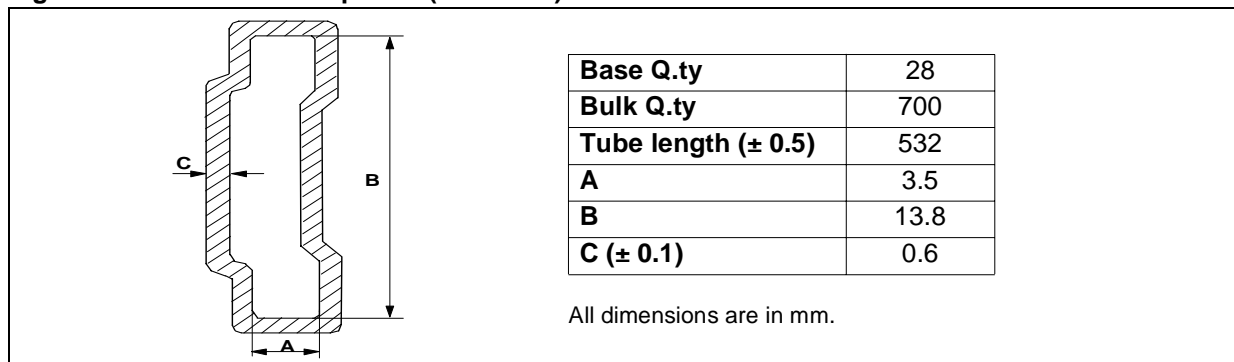 C
B
A
Base Q.ty 28
Bulk Q.ty 700
Tube length (± 0.5) 532
A 3.5
B 13.8
C (± 0.1) 0.6
All dimensions are in mm.